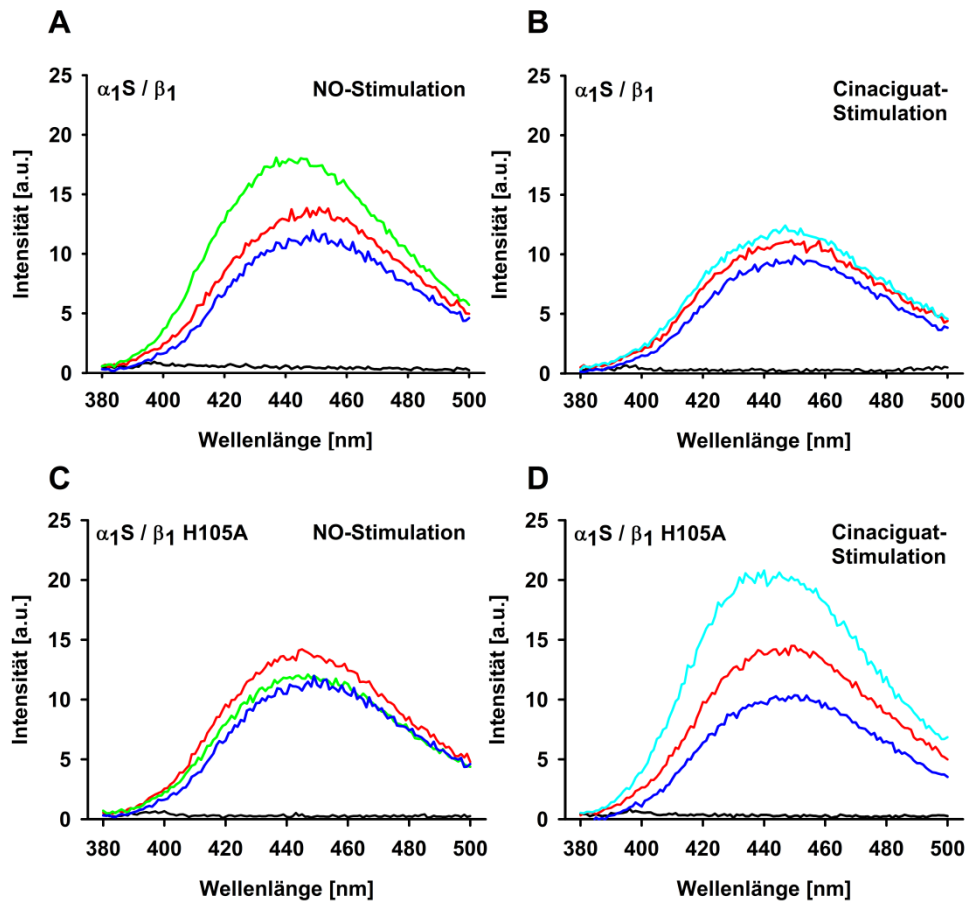 A
α1S / β1
NO-Stimulation
Intensität [a.u.]
25
20
15
10
5
0
380 400 420 440 460 480 500
Wellenlänge [nm]
B
α1S / β1
Cinaciguat-
Stimulation
Intensität [a.u.]
25
20
15
10
5
0
380 400 420 440 460 480 500
Wellenlänge [nm]
C
α1S / β1 H105A
NO-Stimulation
Intensität [a.u.]
25
20
15
10
5
0
380 400 420 440 460 480 500
Wellenlänge [nm]
D
α1S / β1 H105A
Cinaciguat-
Stimulation
Intensität [a.u.]
25
20
15
10
5
0
380 400 420 440 460 480 500
Wellenlänge [nm]